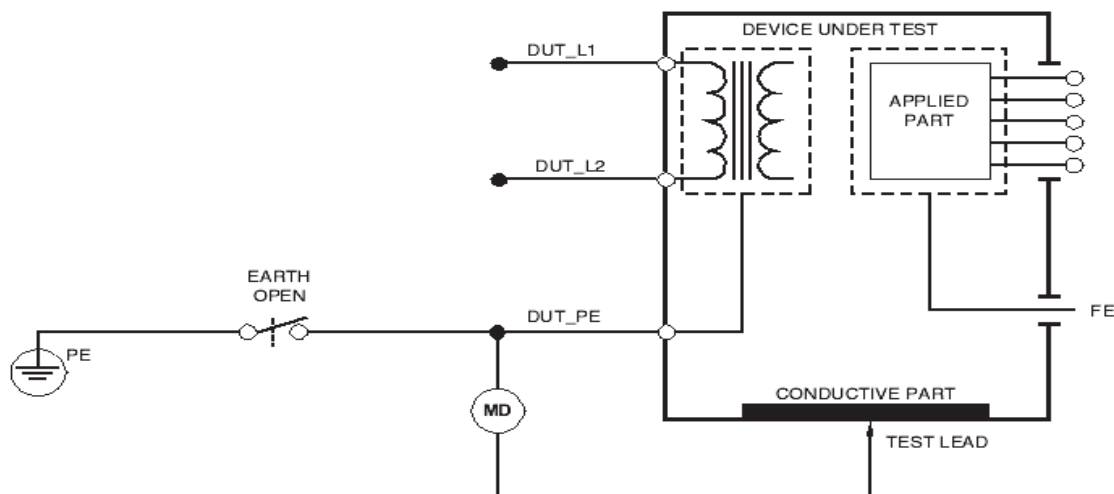 DEVICE UNDER TEST
DUT_L1
APPLIED
PART
DUT_L2
EARTH
OPEN
DUT_PE
FE
PE
CONDUCTIVE PART
MD
TEST LEAD